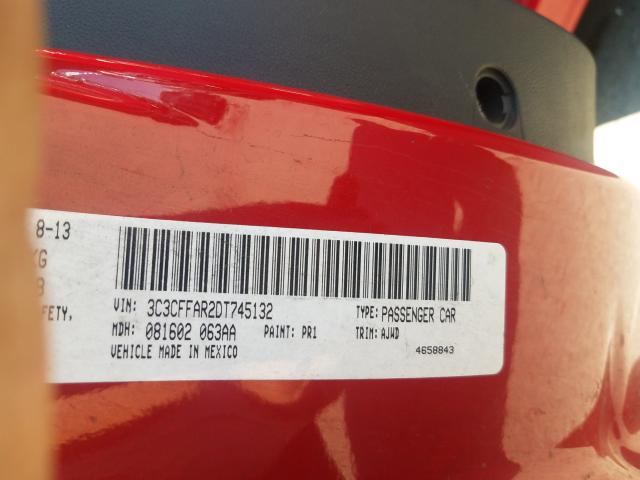 8-13
KG
B
VIN: 3C3CFFAR2DT745132 TYPE: PASSENGER CAR
SAFETY, MDH: 081602 063AA PAINT: PR1 TRIM: AJWD
VEHICLE MADE IN MEXICO 4658843